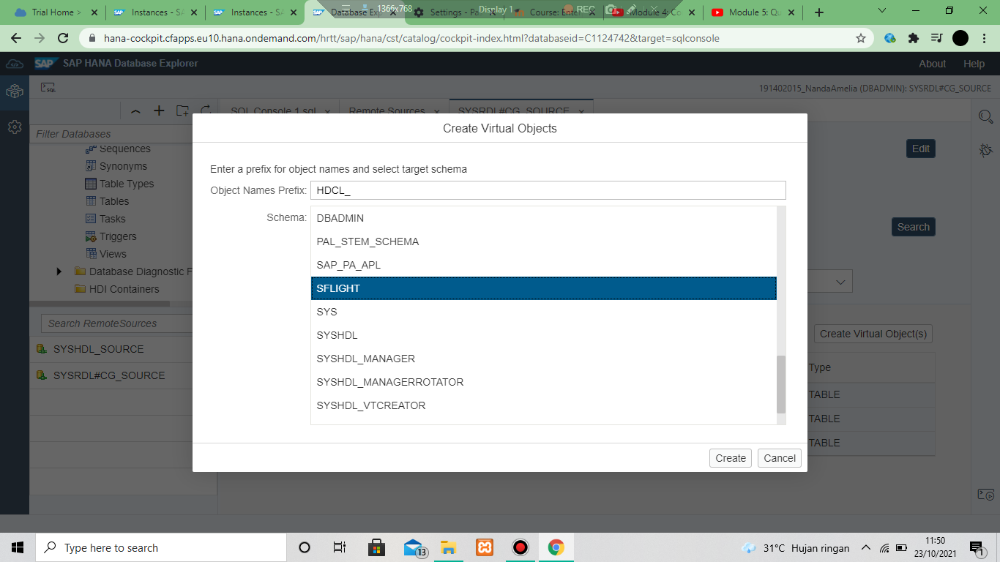 Trial Home >
Instances - SA
Instances - SA
Database Ex
1366x768
Settings - Pa
Display 1
Course: Ente
REC
Module 4: Co
Module 5: Qu
hana-cockpit.cfapps.eu10.hana.ondemand.com/hrtt/sap/hana/cst/catalog/cockpit-index.html?databaseid=C1124742&target=sqlconsole
SAP SAP HANA Database Explorer
About Help
SQL
191402015_NandaAmelia (DBADMIN): SYSRDL#CG_SOURCE
SQL Console 1.sql
Remote Sources
SYSRDL#CG_SOURCE
Filter Databases
Sequences
Synonyms
Table Types
Tables
Tasks
Triggers
Views
Database Diagnostic F
HDI Containers
Search RemoteSources
SYSHDL_SOURCE
SYSRDL#CG_SOURCE
Create Virtual Objects
Enter a prefix for object names and select target schema
Object Names Prefix: HDCL_
Schema:
DBADMIN
PAL_STEM_SCHEMA
SAP_PA_APL
SFLIGHT
SYS
SYSHDL
SYSHDL_MANAGER
SYSHDL_MANAGERROTATOR
SYSHDL_VTCREATOR
Create Cancel
Edit
Search
Create Virtual Object(s)
Type
TABLE
TABLE
TABLE
Type here to search
13
31°C Hujan ringan
11:50
23/10/2021
1